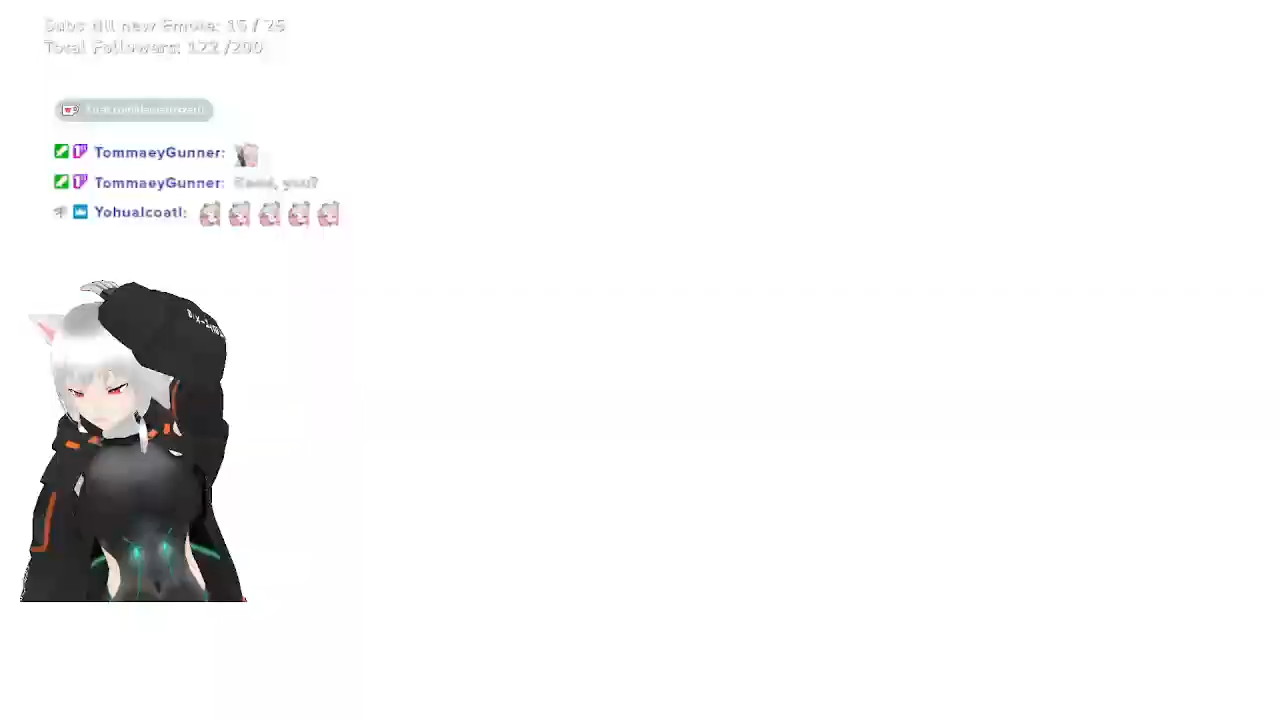 Subs till new Emote: 15 / 25
Total Followers: 122 /200
TommaeyGunner:
TommaeyGunner: Good, you?
Yohualcoatl: